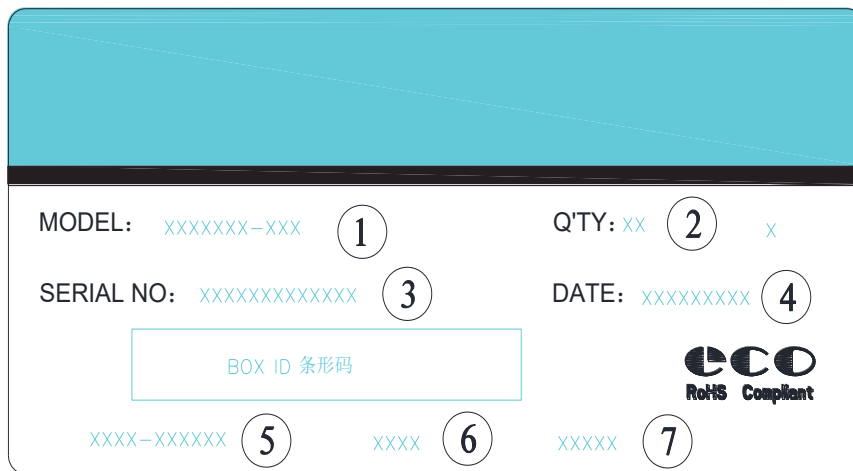 MODEL: XXXXXXX-XXX ① Q'TY: XX ② X
SERIAL NO: XXXXXXXXXXXXX ③ DATE: XXXXXXXXX ④
BOX ID 条形码
eco
RoHS Compliant
XXXX-XXXXXX ⑤ XXXX ⑥ XXXXX ⑦